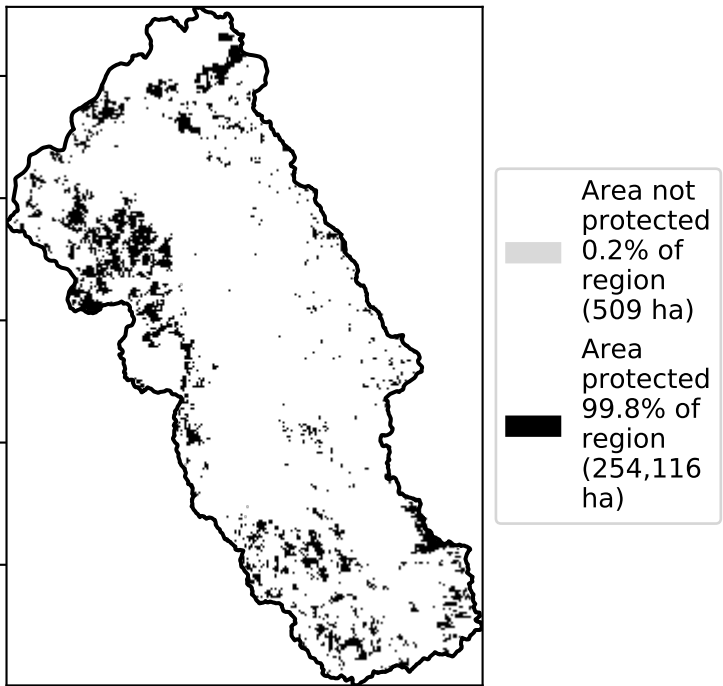 Area not
protected
0.2% of
region
(509 ha)
Area
protected
99.8% of
region
(254,116
ha)